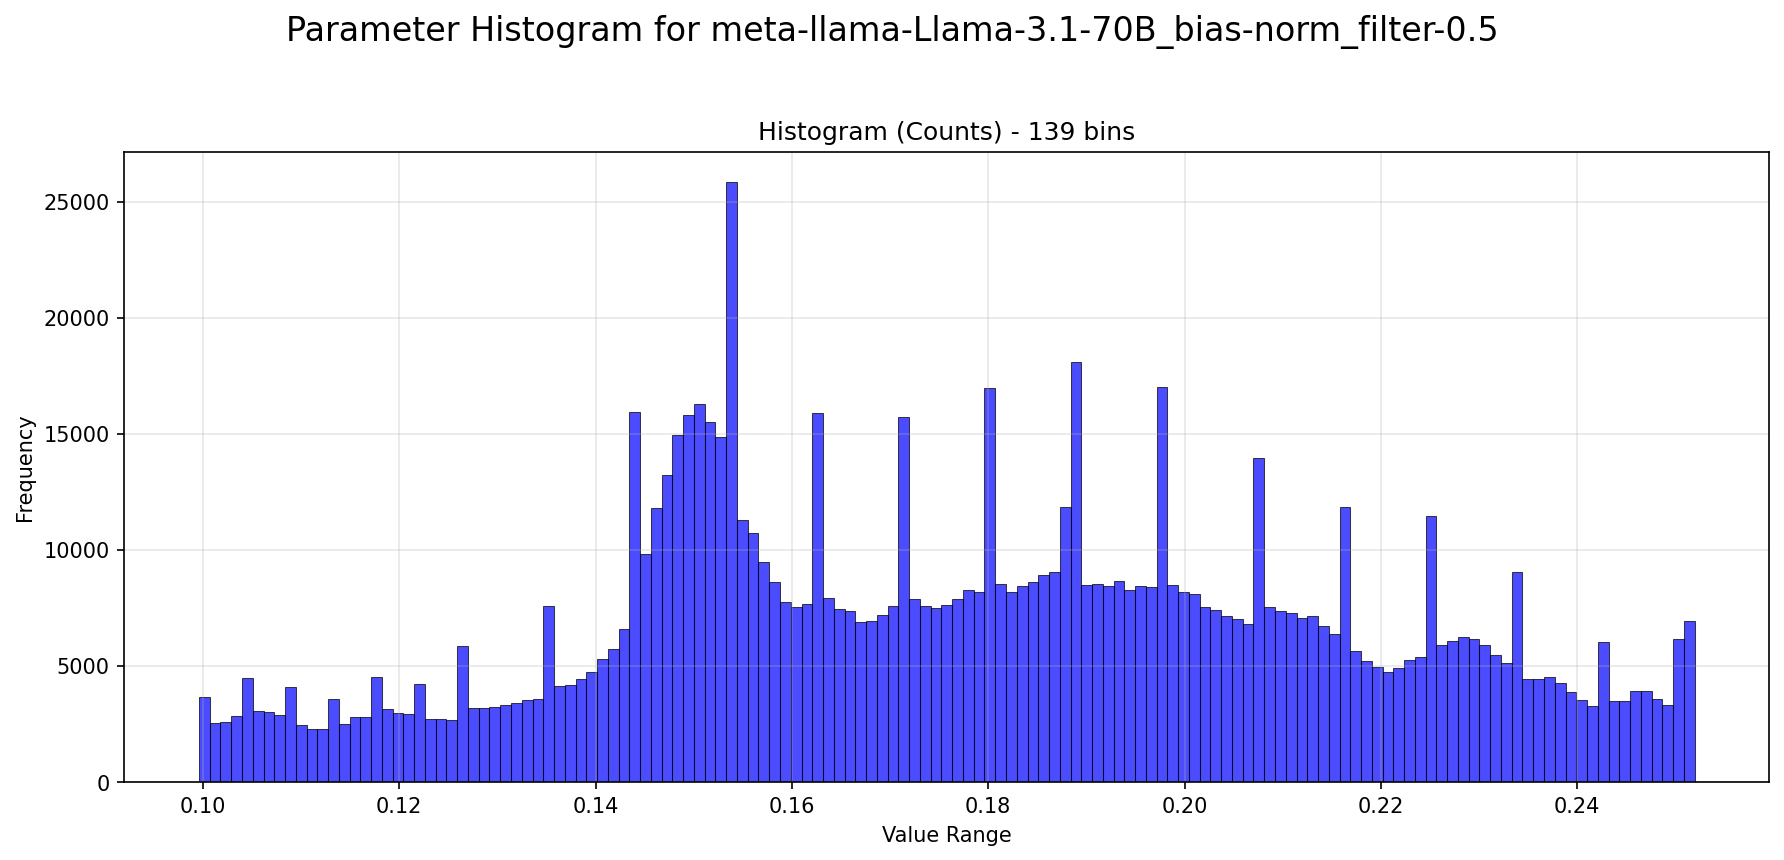 Parameter Histogram for meta-llama-Llama-3.1-70B_bias-norm_filter-0.5
Histogram (Counts) - 139 bins
Frequency
25000
20000
15000
10000
5000
0
0.10 0.12 0.14 0.16 0.18 0.20 0.22 0.24
Value Range